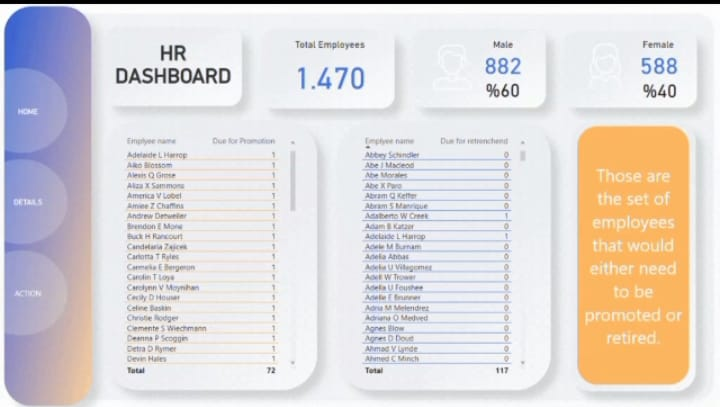 HR
DASHBOARD
Total Employees
1.470
Male
882
%60
Female
588
%40
HOME
DETAILS
ACTION
Emplyee name Due for Promotion
Adelaide L Harrop 1
Aiko Blossom 1
Alexis Q Grose 1
Aliza X Sammons 1
America V Lobel 1
Amiee Z Chaffins 1
Andrew Detweiler 1
Brendon E Mone 1
Buck H Rancourt 1
Candelaria Zajicek 1
Carlotta T Ryles 1
Carmelia E Bergeron 1
Carolin T Loya 1
Carolynn V Moynihan 1
Cecily D Houser 1
Celine Baskin 1
Christie Rodger 1
Clemente S Wiechmann 1
Deanna P Scoggin 1
Detra D Rymer 1
Devin Hales 1
Total 72
Emplyee name Due for retrenchend
Abbey Schindler 0
Abe J Macleod 0
Abe Morales 0
Abe X Paro 0
Abram Q Keffer 0
Abram S Manrique 0
Adalberto W Creek 1
Adam B Katzer 0
Adelaide L Harrop 1
Adele M Burnam 0
Adelia Abbas 0
Adelia U Villagomez 0
Adell W Trower 0
Adella U Foushee 0
Adelle E Brunner 0
Adria M Melendrez 0
Adriana O Medved 0
Agnes Blow 0
Agnes D Doud 0
Ahmad V Lynde 0
Ahmed C Minch 0
Total 117
Those are
the set of
employees
that would
either need
to be
promoted or
retired.